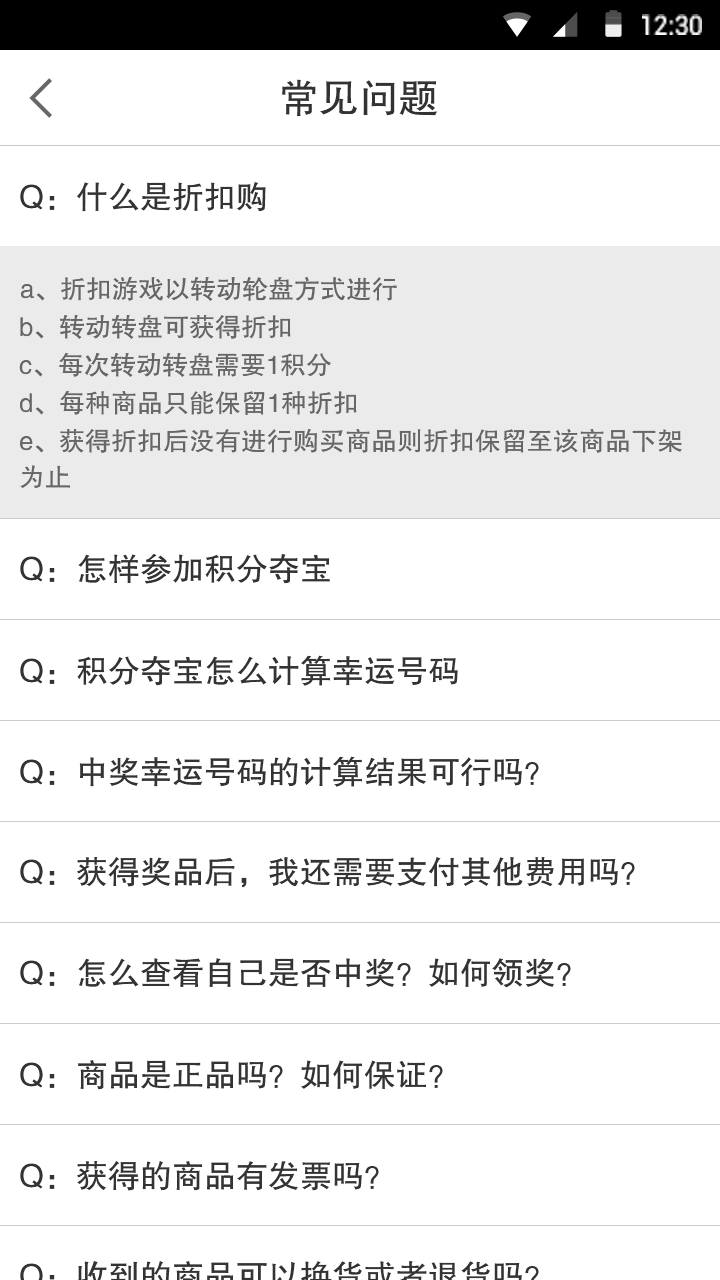 12:30
常见问题
Q：什么是折扣购
a、折扣游戏以转动轮盘方式进行
b、转动转盘可获得折扣
c、每次转动转盘需要1积分
d、每种商品只能保留1种折扣
e、获得折扣后没有进行购买商品则折扣保留至该商品下架
为止
Q：怎样参加积分夺宝
Q：积分夺宝怎么计算幸运号码
Q：中奖幸运号码的计算结果可行吗?
Q：获得奖品后，我还需要支付其他费用吗?
Q：怎么查看自己是否中奖? 如何领奖?
Q：商品是正品吗? 如何保证?
Q：获得的商品有发票吗?
Q：收到的商品可以换货或者退货吗?